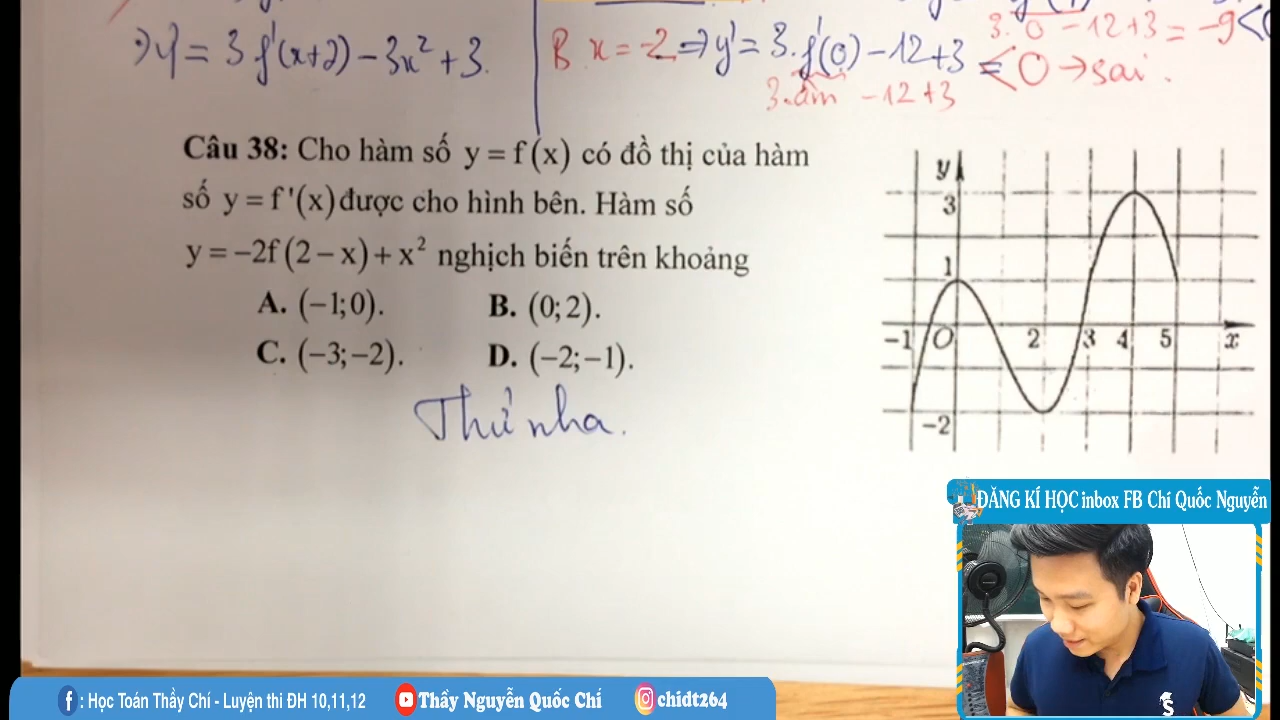 ⇒ y' = 3 f'(x+2) − 3x² + 3.
B. x = −2 ⇒ y' = 3. f'(0) − 12 + 3 < 0 → sai.
3. 0 − 12 + 3 = −9 < 0
3. âm − 12 + 3
Câu 38: Cho hàm số y = f(x) có đồ thị của hàm
số y = f '(x) được cho hình bên. Hàm số
y = −2f(2 − x) + x² nghịch biến trên khoảng
A. (−1;0). B. (0;2).
C. (−3;−2). D. (−2;−1).
Thử nha.
y
3
1
−1 O 2 3 4 5 x
−2
ĐĂNG KÍ HỌC inbox FB Chí Quốc Nguyễn
f : Học Toán Thầy Chí - Luyện thi ĐH 10,11,12
Thầy Nguyễn Quốc Chí
chidt264